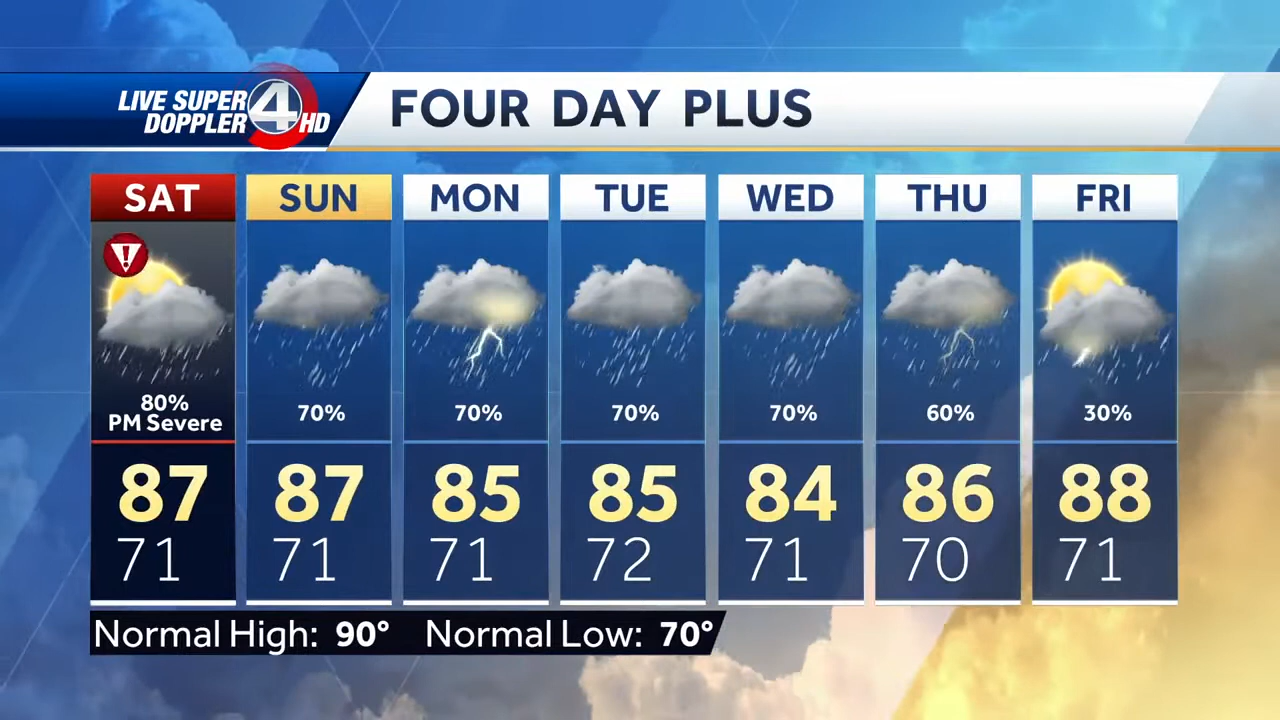 LIVE SUPER
DOPPLER 4 HD
FOUR DAY PLUS
SAT SUN MON TUE WED THU FRI
80% 70% 70% 70% 70% 60% 30%
PM Severe
87 87 85 85 84 86 88
71 71 71 72 71 70 71
Normal High: 90° Normal Low: 70°